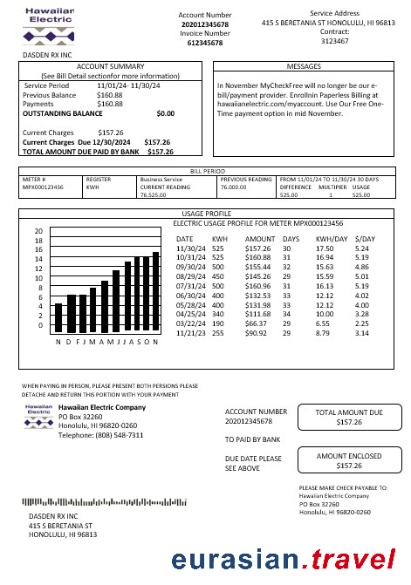 Hawaiian
Electric
Account Number
202012345678
Invoice Number
612345678
Service Address
415 S BERETANIA ST HONOLULU, HI 96813
Contract:
3123467
DASDEN RX INC
ACCOUNT SUMMARY
(See Bill Detail sectionfor more information)
Service Period 11/01/24- 11/30/24
Previous Balance $160.88
Payments $160.88
OUTSTANDING BALANCE $0.00
Current Charges $157.26
Current Charges Due 12/30/2024 $157.26
TOTAL AMOUNT DUE PAID BY BANK $157.26
MESSAGES
In November MyCheckFree will no longer be our e-
bill/payment provider. Enrollnin Paperless Billing at
hawaiianelectric.com/myaccount. Use Our Free One-
Time payment option in mid November.
BILL PERIOD
METER # REGISTER Business Service PREVIOUS READING FROM 11/01/24 TO 11/30/24 30 DAYS
MPX000123456 KWH CURRENT READING 76.002.00 DIFFERENCE MULTIPLIER USAGE
76.525.00 525.00 1 525.00
USAGE PROFILE
ELECTRIC USAGE PROFILE FOR METER MPX000123456
20
18
16
14
12
10
8
6
4
2
0
N D F J M A M J J A S O N
DATE KWH AMOUNT DAYS KWH/DAY $/DAY
11/30/24 525 $157.26 30 17.50 5.24
10/31/24 525 $160.88 31 16.94 5.19
09/30/24 500 $155.44 32 15.63 4.86
08/29/24 450 $145.26 29 15.59 5.01
07/31/24 500 $160.96 31 16.13 5.19
06/30/24 400 $132.53 33 12.12 4.02
05/28/24 400 $131.98 33 12.12 4.00
04/25/24 340 $111.68 34 10.00 3.28
03/22/24 190 $66.37 29 6.55 2.25
11/21/23 255 $90.92 29 8.79 3.14
WHEN PAYING IN PERSON, PLEASE PRESENT BOTH PERSIONS PLEASE
DETACHE AND RETURN THIS PORTION WITH YOUR PAYMENT
Hawaiian
Electric
Hawaiian Electric Company
PO Box 32260
Honolulu, HI 96820-0260
Telephone: (808) 548-7311
ACCOUNT NUMBER
202012345678
TO PAID BY BANK
DUE DATE PLEASE
SEE ABOVE
TOTAL AMOUNT DUE
$157.26
AMOUNT ENCLOSED
$157.26
PLEASE MAKE CHECK PAYABLE TO:
Hawaiian Electric Company
PO Box 32260
Honolulu, HI 96820-0260
DASDEN RX INC
415 S BERETANIA ST
HONOLULU, HI 96813
eurasian.travel